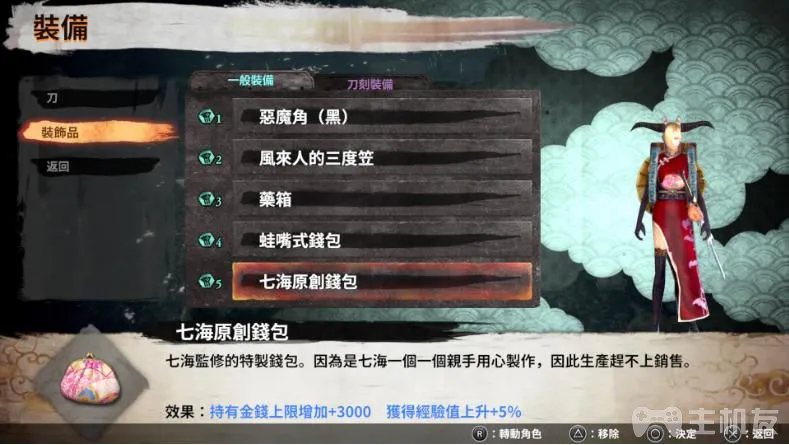 裝備
一般裝備
刀刻裝備
刀
裝飾品
返回
1 惡魔角（黑）
2 風來人的三度笠
3 藥箱
4 蛙嘴式錢包
5 七海原創錢包
七海原創錢包
七海監修的特製錢包。因為是七海一個一個親手用心製作，因此生產趕不上銷售。
效果：持有金錢上限增加+3000　獲得經驗值上升+5%
R：轉動角色 △：移除 ○：決定 ×：返回
主机友